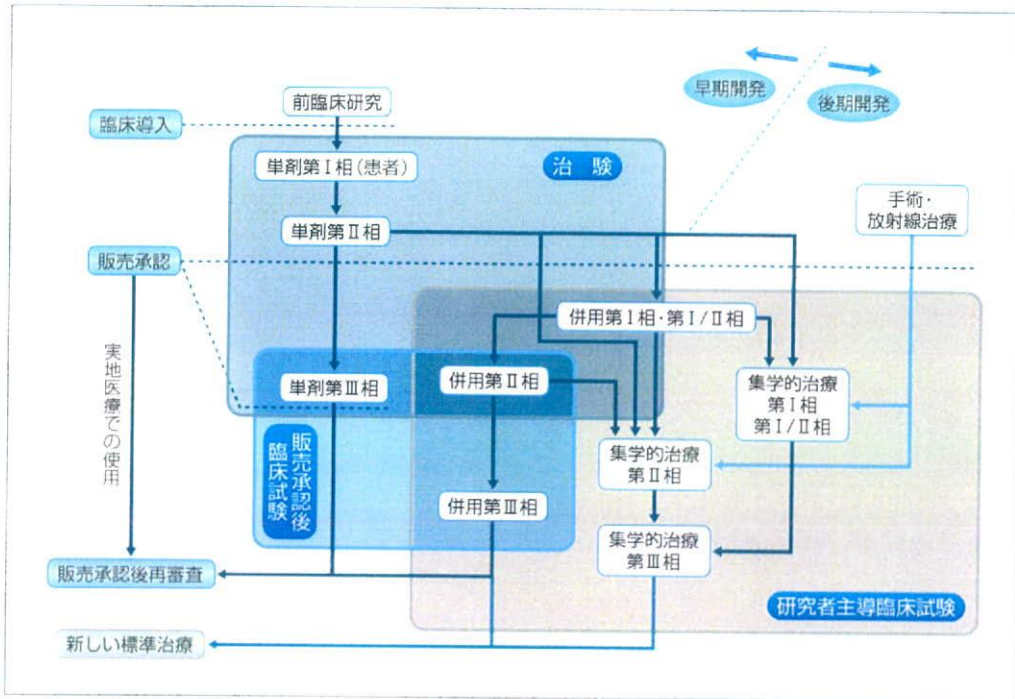 早期開発
後期開発
前臨床研究
臨床導入
単剤第Ⅰ相(患者)
治 験
手術・
放射線治療
単剤第Ⅱ相
販売承認
併用第Ⅰ相・第Ⅰ/Ⅱ相
実地医療での使用
単剤第Ⅲ相
併用第Ⅱ相
集学的治療
第Ⅰ相
第Ⅰ/Ⅱ相
販売承認後
臨床試験
集学的治療
第Ⅱ相
併用第Ⅲ相
集学的治療
第Ⅲ相
販売承認後再審査
研究者主導臨床試験
新しい標準治療